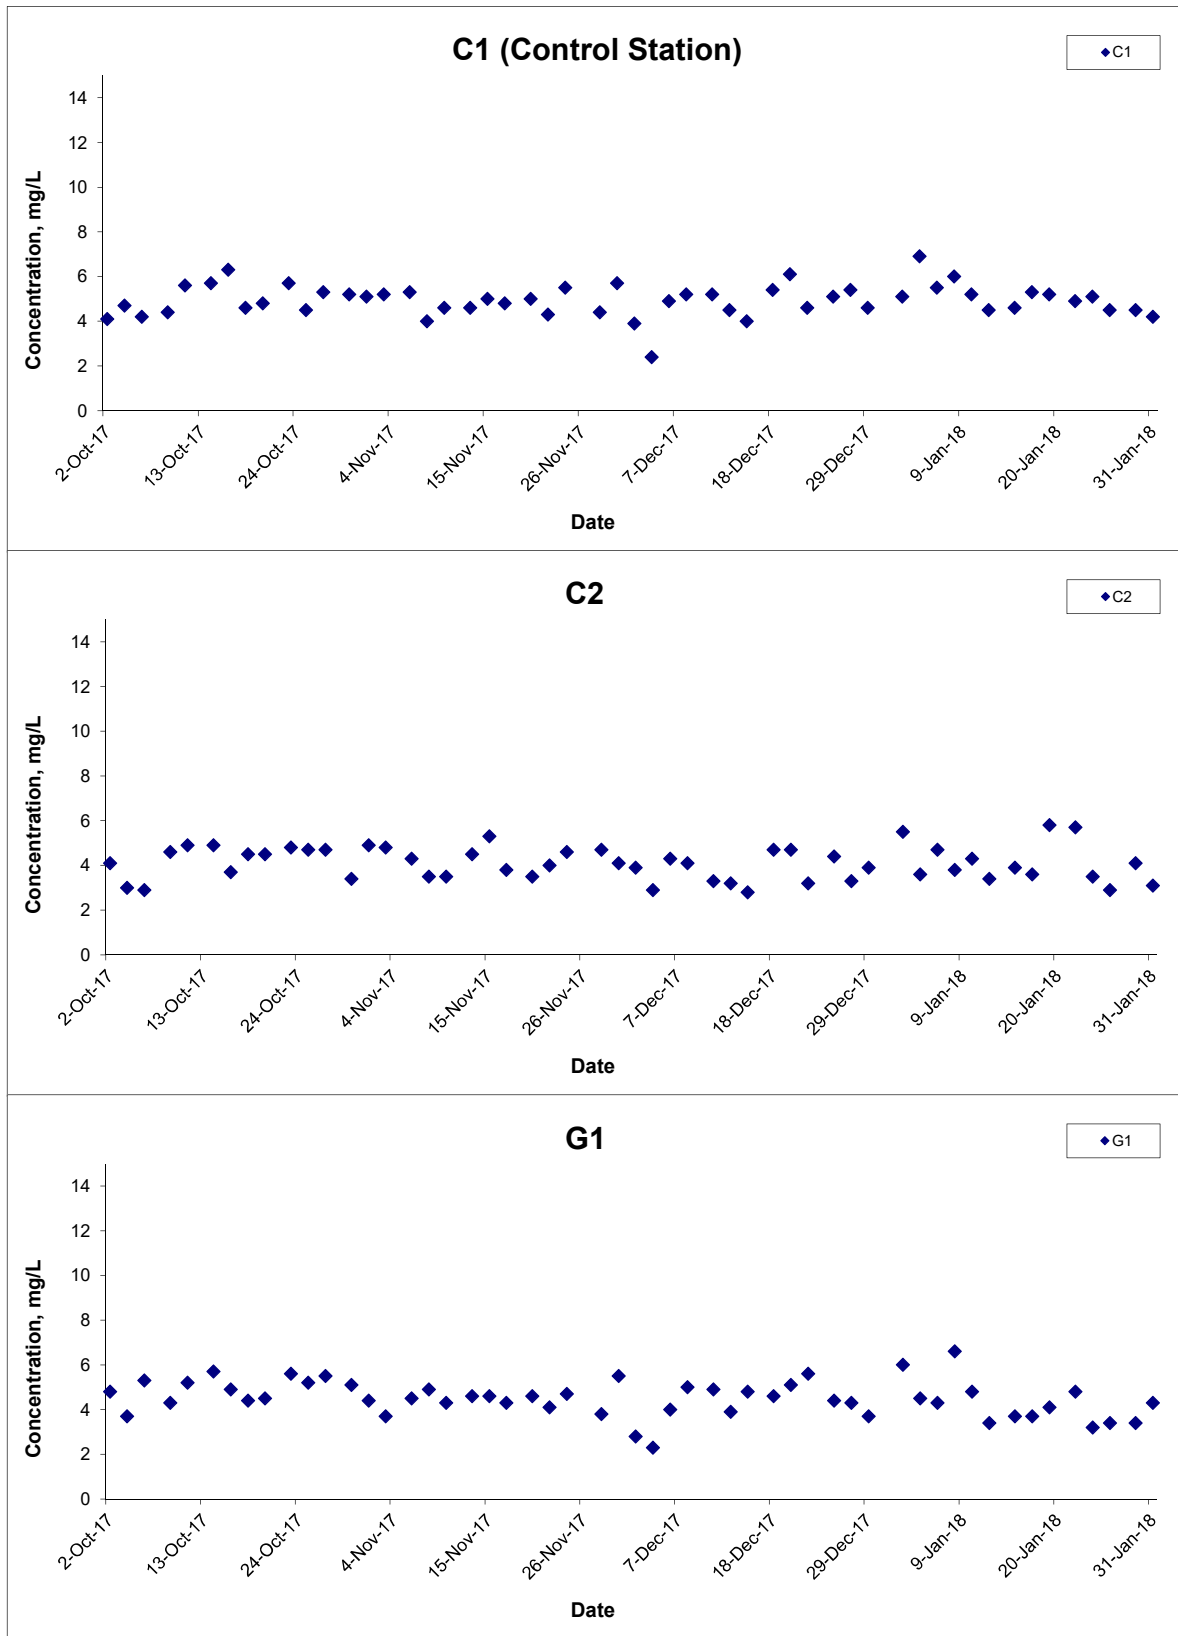 C1 (Control Station)
C1
Concentration, mg/L
14
12
10
8
6
4
2
0
2-Oct-17
13-Oct-17
24-Oct-17
4-Nov-17
15-Nov-17
26-Nov-17
7-Dec-17
18-Dec-17
29-Dec-17
9-Jan-18
20-Jan-18
31-Jan-18
Date
C2
C2
Concentration, mg/L
14
12
10
8
6
4
2
0
2-Oct-17
13-Oct-17
24-Oct-17
4-Nov-17
15-Nov-17
26-Nov-17
7-Dec-17
18-Dec-17
29-Dec-17
9-Jan-18
20-Jan-18
31-Jan-18
Date
G1
G1
Concentration, mg/L
14
12
10
8
6
4
2
0
2-Oct-17
13-Oct-17
24-Oct-17
4-Nov-17
15-Nov-17
26-Nov-17
7-Dec-17
18-Dec-17
29-Dec-17
9-Jan-18
20-Jan-18
31-Jan-18
Date